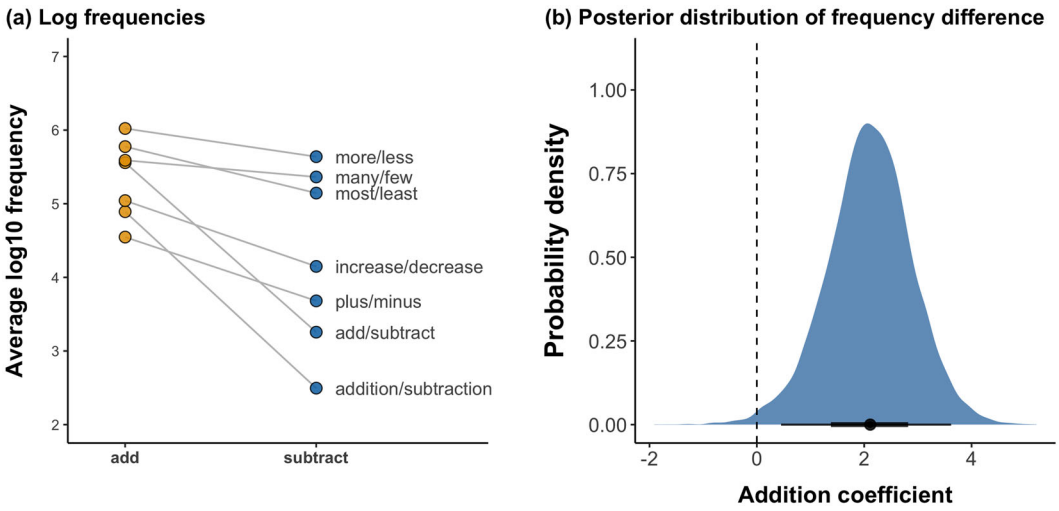 (a) Log frequencies
Average log10 frequency
7
6
5
4
3
2
more/less
many/few
most/least
increase/decrease
plus/minus
add/subtract
addition/subtraction
add
subtract
(b) Posterior distribution of frequency difference
Probability density
1.00
0.75
0.50
0.25
0.00
-2
0
2
4
Addition coefficient